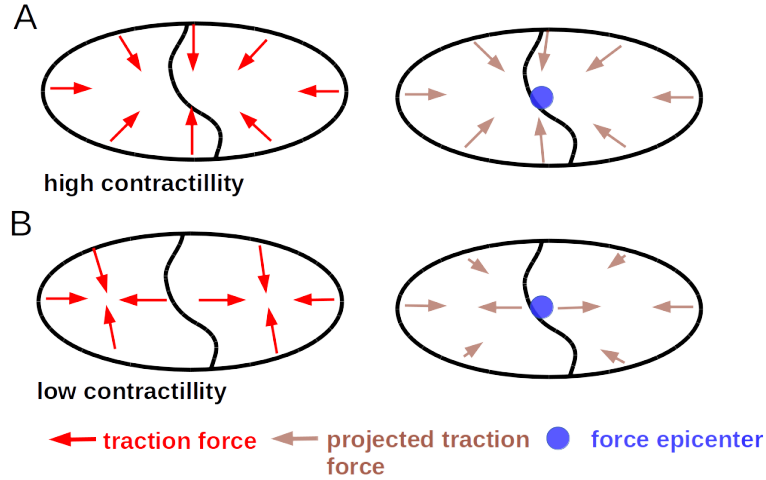 A
high contractillity
B
low contractillity
traction force
projected traction
force
force epicenter